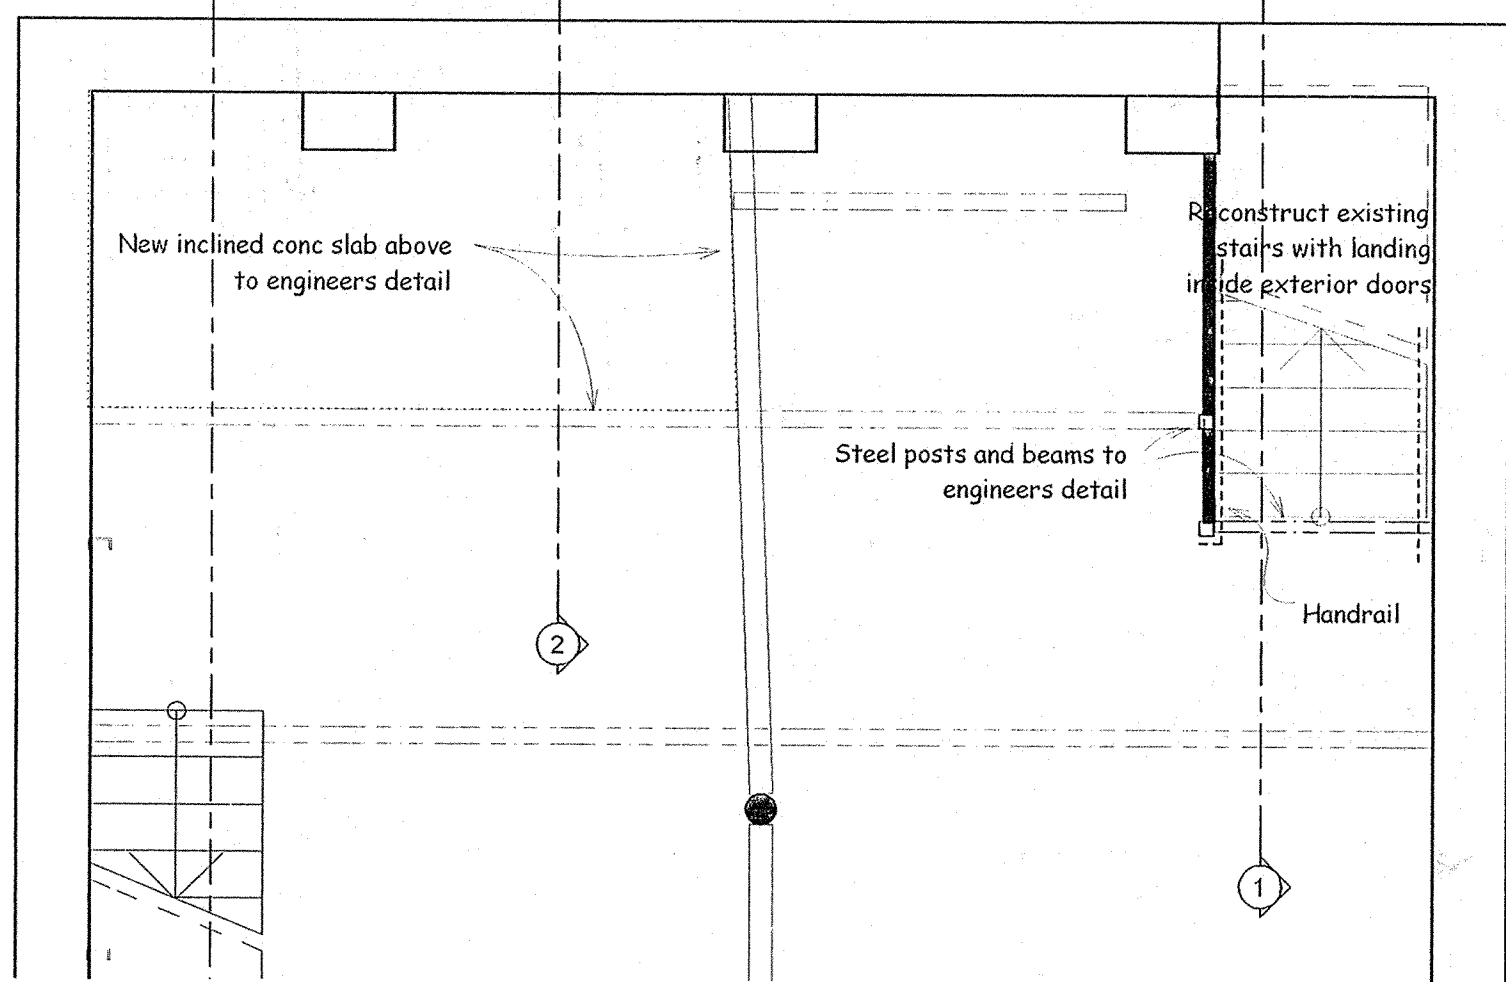 New inclined conc slab above
to engineers detail
Reconstruct existing
stairs with landing
inside exterior doors
Steel posts and beams to
engineers detail
Handrail
2
1